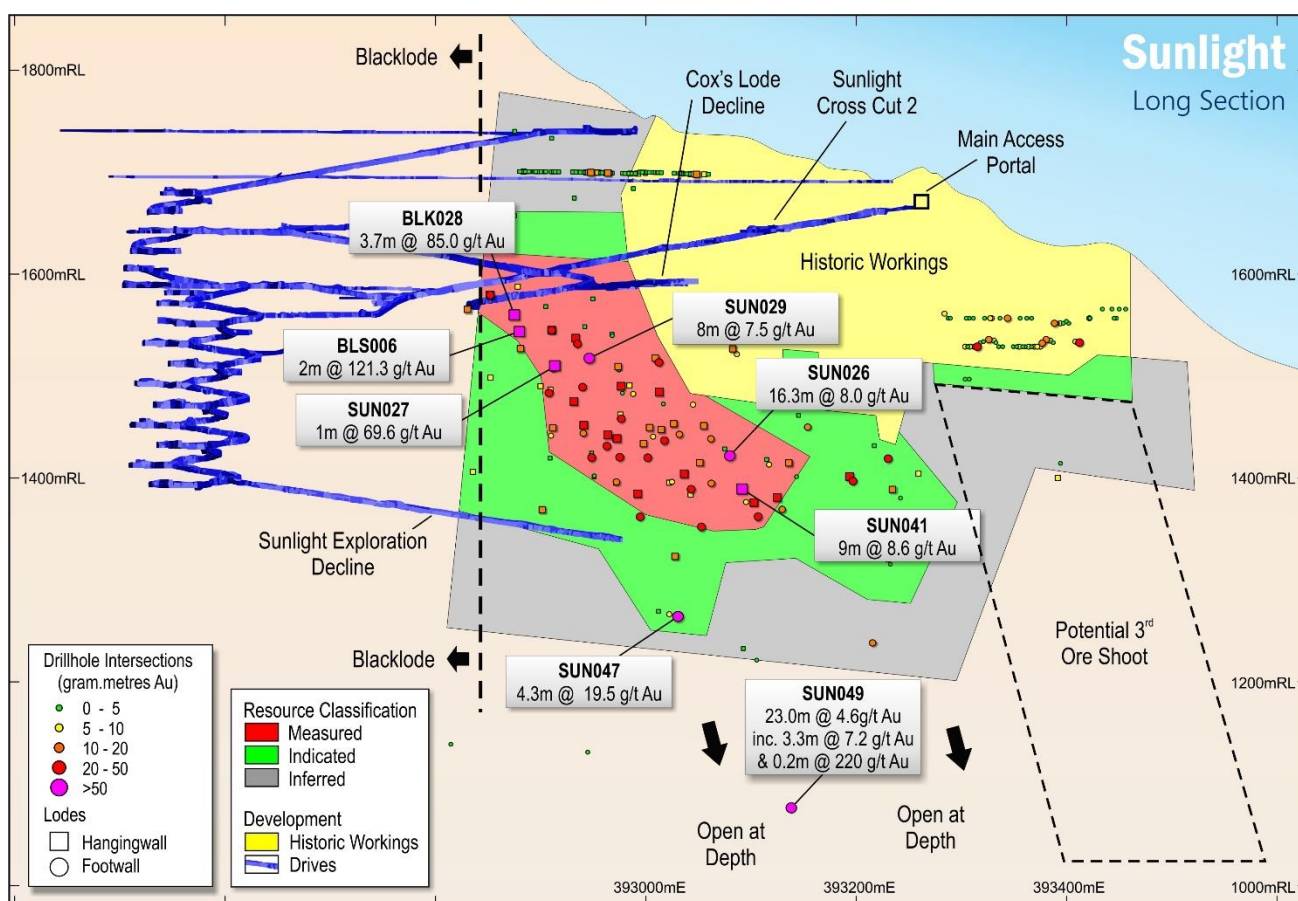 Sunlight
Long Section
1800mRL
Blacklode
Cox's Lode
Decline
Sunlight
Cross Cut 2
Main Access
Portal
BLK028
3.7m @ 85.0 g/t Au
1600mRL
Historic Workings
1600mRL
SUN029
8m @ 7.5 g/t Au
BLS006
2m @ 121.3 g/t Au
SUN026
16.3m @ 8.0 g/t Au
SUN027
1m @ 69.6 g/t Au
1400mRL
1400mRL
Sunlight Exploration
Decline
SUN041
9m @ 8.6 g/t Au
Blacklode
SUN047
4.3m @ 19.5 g/t Au
SUN049
23.0m @ 4.6g/t Au
inc. 3.3m @ 7.2 g/t Au
& 0.2m @ 220 g/t Au
Potential 3rd
Ore Shoot
1200mRL
Open at
Depth
Open at
Depth
Drillhole Intersections
(gram.metres Au)
0 - 5
5 - 10
10 - 20
20 - 50
>50
Lodes
Hangingwall
Footwall
Resource Classification
Measured
Indicated
Inferred
Development
Historic Workings
Drives
393000mE
393200mE
393400mE
1000mRL